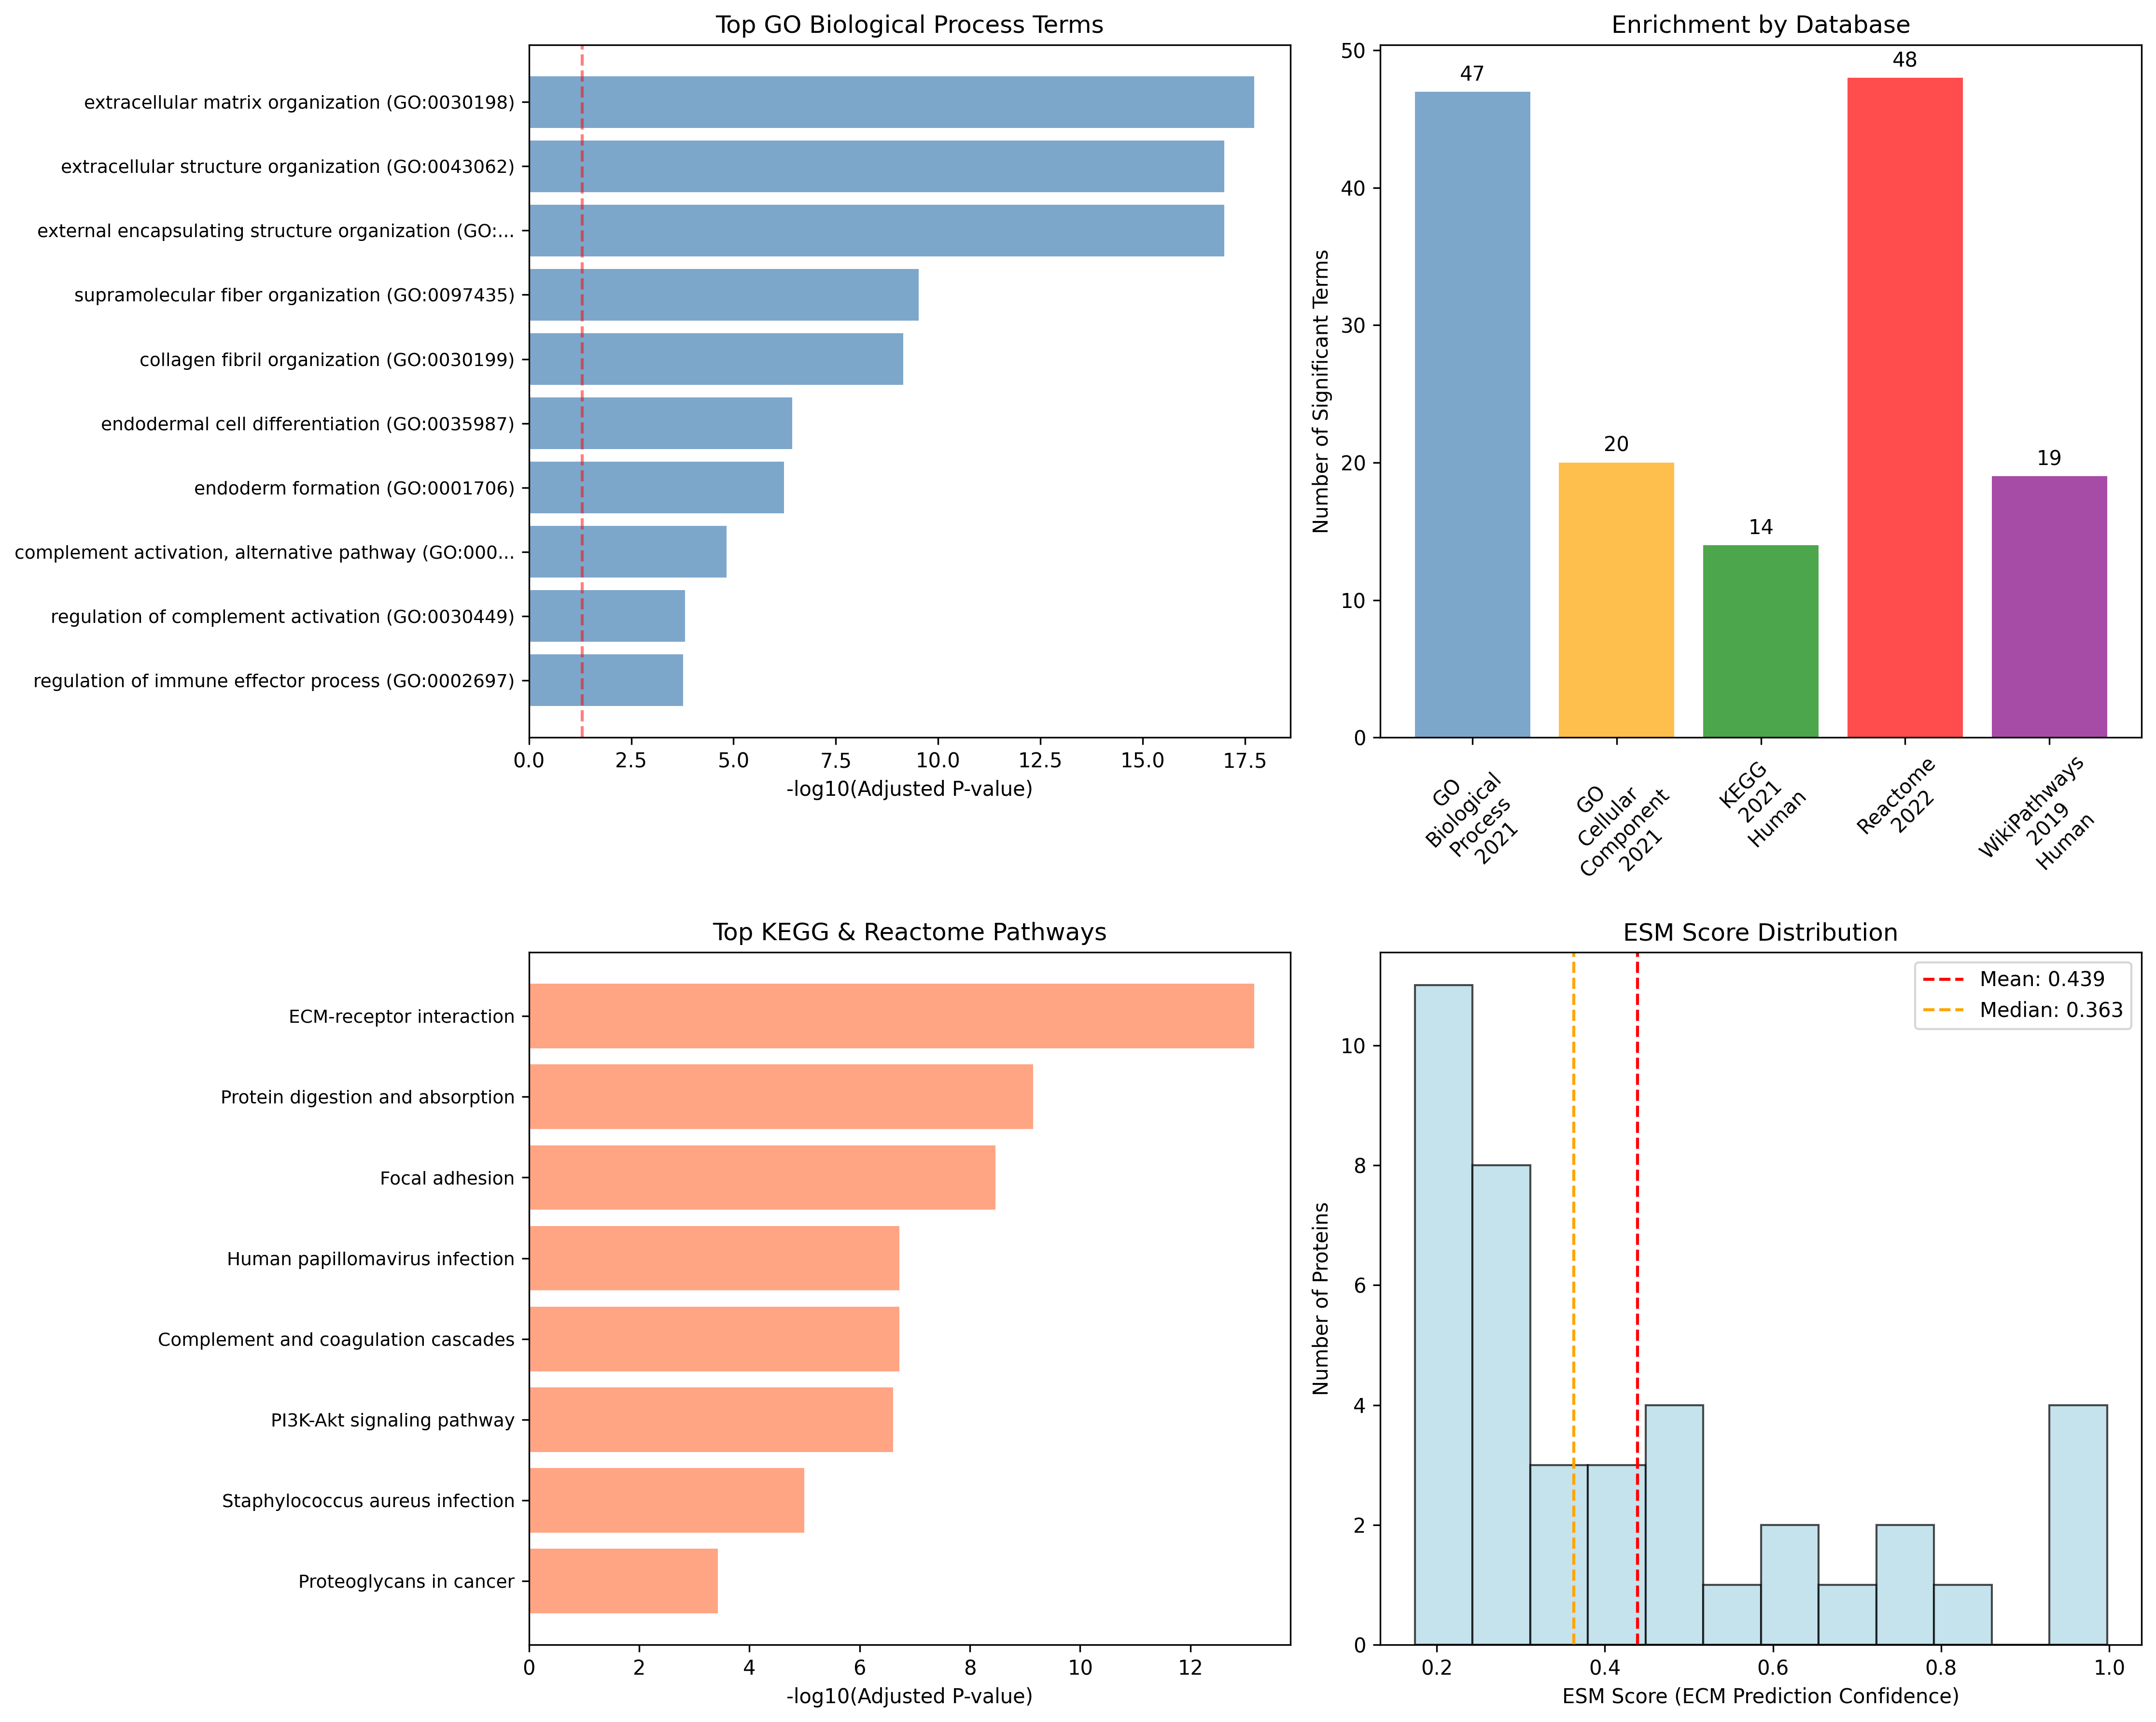 Top GO Biological Process Terms
extracellular matrix organization (GO:0030198)
extracellular structure organization (GO:0043062)
external encapsulating structure organization (GO:...
supramolecular fiber organization (GO:0097435)
collagen fibril organization (GO:0030199)
endodermal cell differentiation (GO:0035987)
endoderm formation (GO:0001706)
complement activation, alternative pathway (GO:000...
regulation of complement activation (GO:0030449)
regulation of immune effector process (GO:0002697)
0.0 2.5 5.0 7.5 10.0 12.5 15.0 17.5
-log10(Adjusted P-value)
Enrichment by Database
Number of Significant Terms
50
40
30
20
10
0
47
20
14
48
19
GO
Biological
Process
2021
GO
Cellular
Component
2021
KEGG
2021
Human
Reactome
2022
WikiPathways
2019
Human
Top KEGG & Reactome Pathways
ECM-receptor interaction
Protein digestion and absorption
Focal adhesion
Human papillomavirus infection
Complement and coagulation cascades
PI3K-Akt signaling pathway
Staphylococcus aureus infection
Proteoglycans in cancer
0 2 4 6 8 10 12
-log10(Adjusted P-value)
ESM Score Distribution
Mean: 0.439
Median: 0.363
Number of Proteins
10
8
6
4
2
0
0.2 0.4 0.6 0.8 1.0
ESM Score (ECM Prediction Confidence)